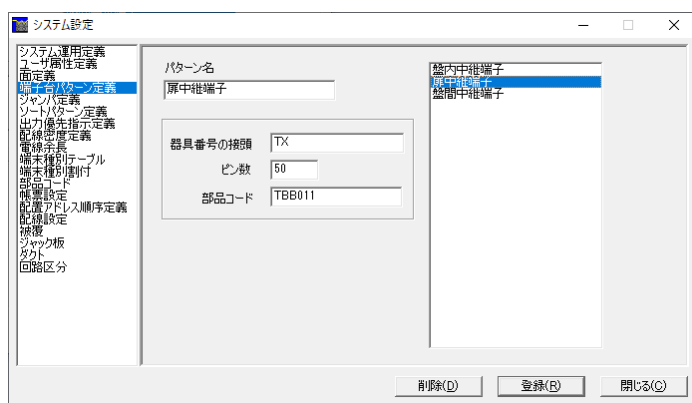 システム設定
システム運用定義
ユーザ属性定義
面定義
端子台パターン定義
ジャンパ定義
ソートパターン定義
出力優先指示定義
配線密度定義
電線余長
端末種別テーブル
端末種別割付
部品コード
帳票設定
配置アドレス順序定義
配線設定
被覆
ジャック板
ダクト
回路区分
パターン名
扉中継端子
器具番号の接頭 TX
ピン数 50
部品コード TBB011
盤内中継端子
扉中継端子
盤間中継端子
削除(D)
登録(R)
閉じる(C)